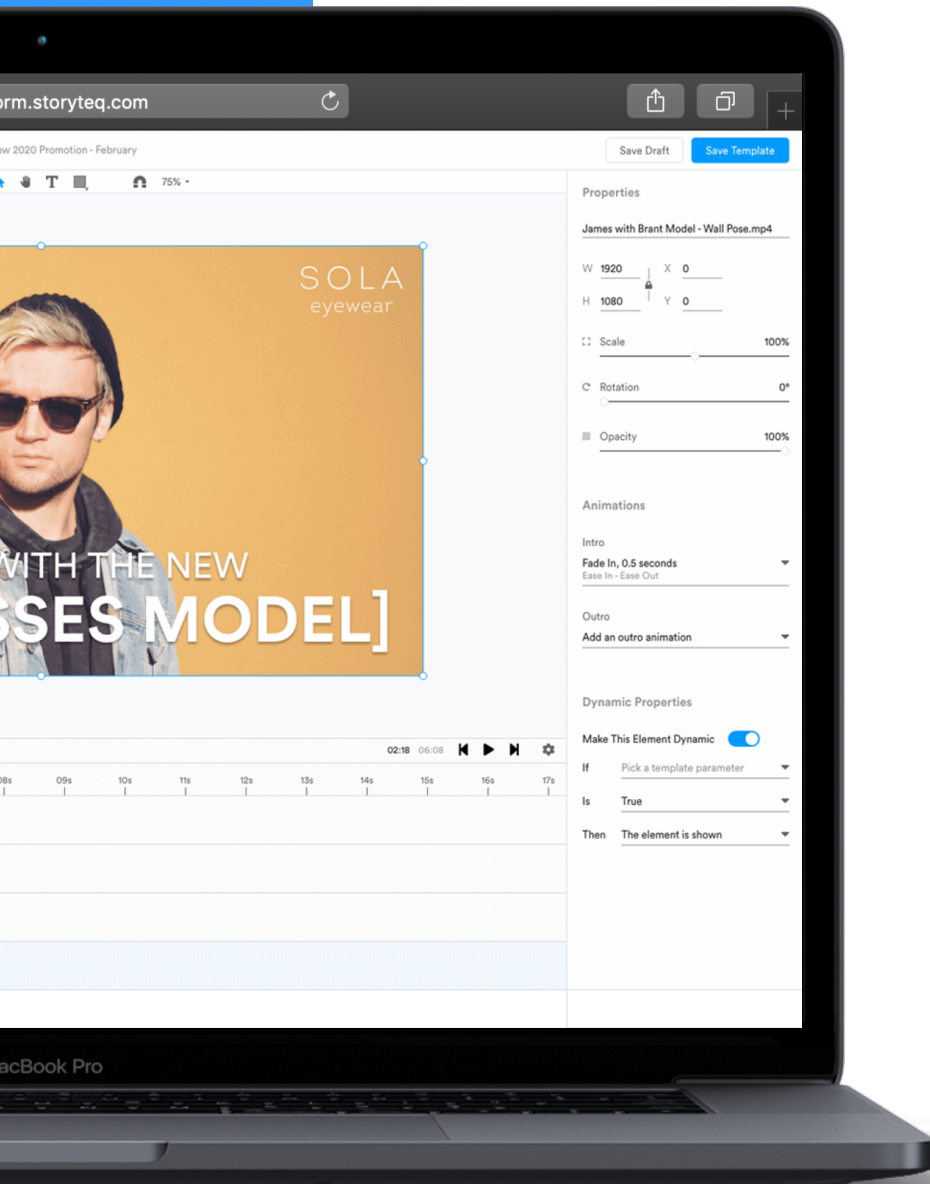 orm.storyteq.com
ew 2020 Promotion - February
Save Draft
Save Template
T
75%
Properties
James with Brant Model - Wall Pose.mp4
W 1920 X 0
H 1080 Y 0
Scale 100%
Rotation 0°
Opacity 100%
SOLA
eyewear
WITH THE NEW
SSES MODEL]
Animations
Intro
Fade In, 0.5 seconds
Ease In - Ease Out
Outro
Add an outro animation
Dynamic Properties
Make This Element Dynamic
If Pick a template parameter
Is True
Then The element is shown
02:18 06:08
08s 09s 10s 11s 12s 13s 14s 15s 16s 17s
acBook Pro